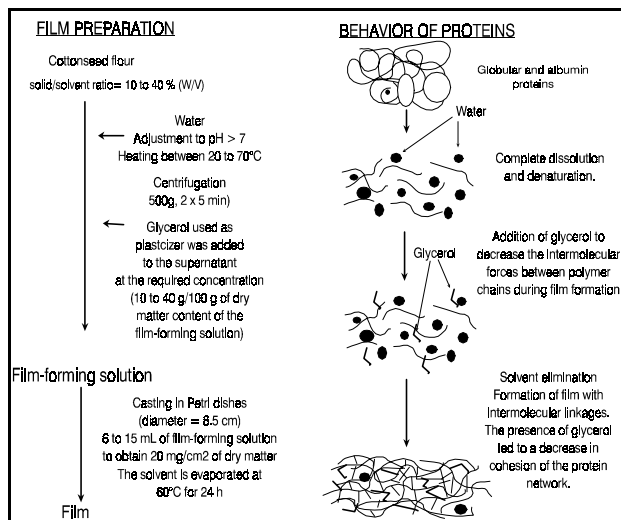 FILM PREPARATION
Cottonseed flour
solid/solvent ratio= 10 to 40 % (W/V)
Water
Adjustment to pH > 7
Heating between 20 to 70°C
Centrifugation
500g, 2 x 5 min)
Glycerol used as
plastcizer was added
to the supernatant
at the required concentration
(10 to 40 g/100 g of dry
matter content of the
film-forming solution)
Film-forming solution
Casting in Petri dishes
(diameter = 8.5 cm)
6 to 15 mL of film-forming solution
to obtain 20 mg/cm2 of dry matter
The solvent is evaporated at
60°C for 24 h
Film
BEHAVIOR OF PROTEINS
Globular and albumin
proteins
Water
Complete dissolution
and denaturation.
Addition of glycerol to
decrease the intermolecular
forces between polymer
chains during film formation
Glycerol
Solvent elimination
Formation of film with
intermolecular linkages.
The presence of glycerol
led to a decrease in
cohesion of the protein
network.